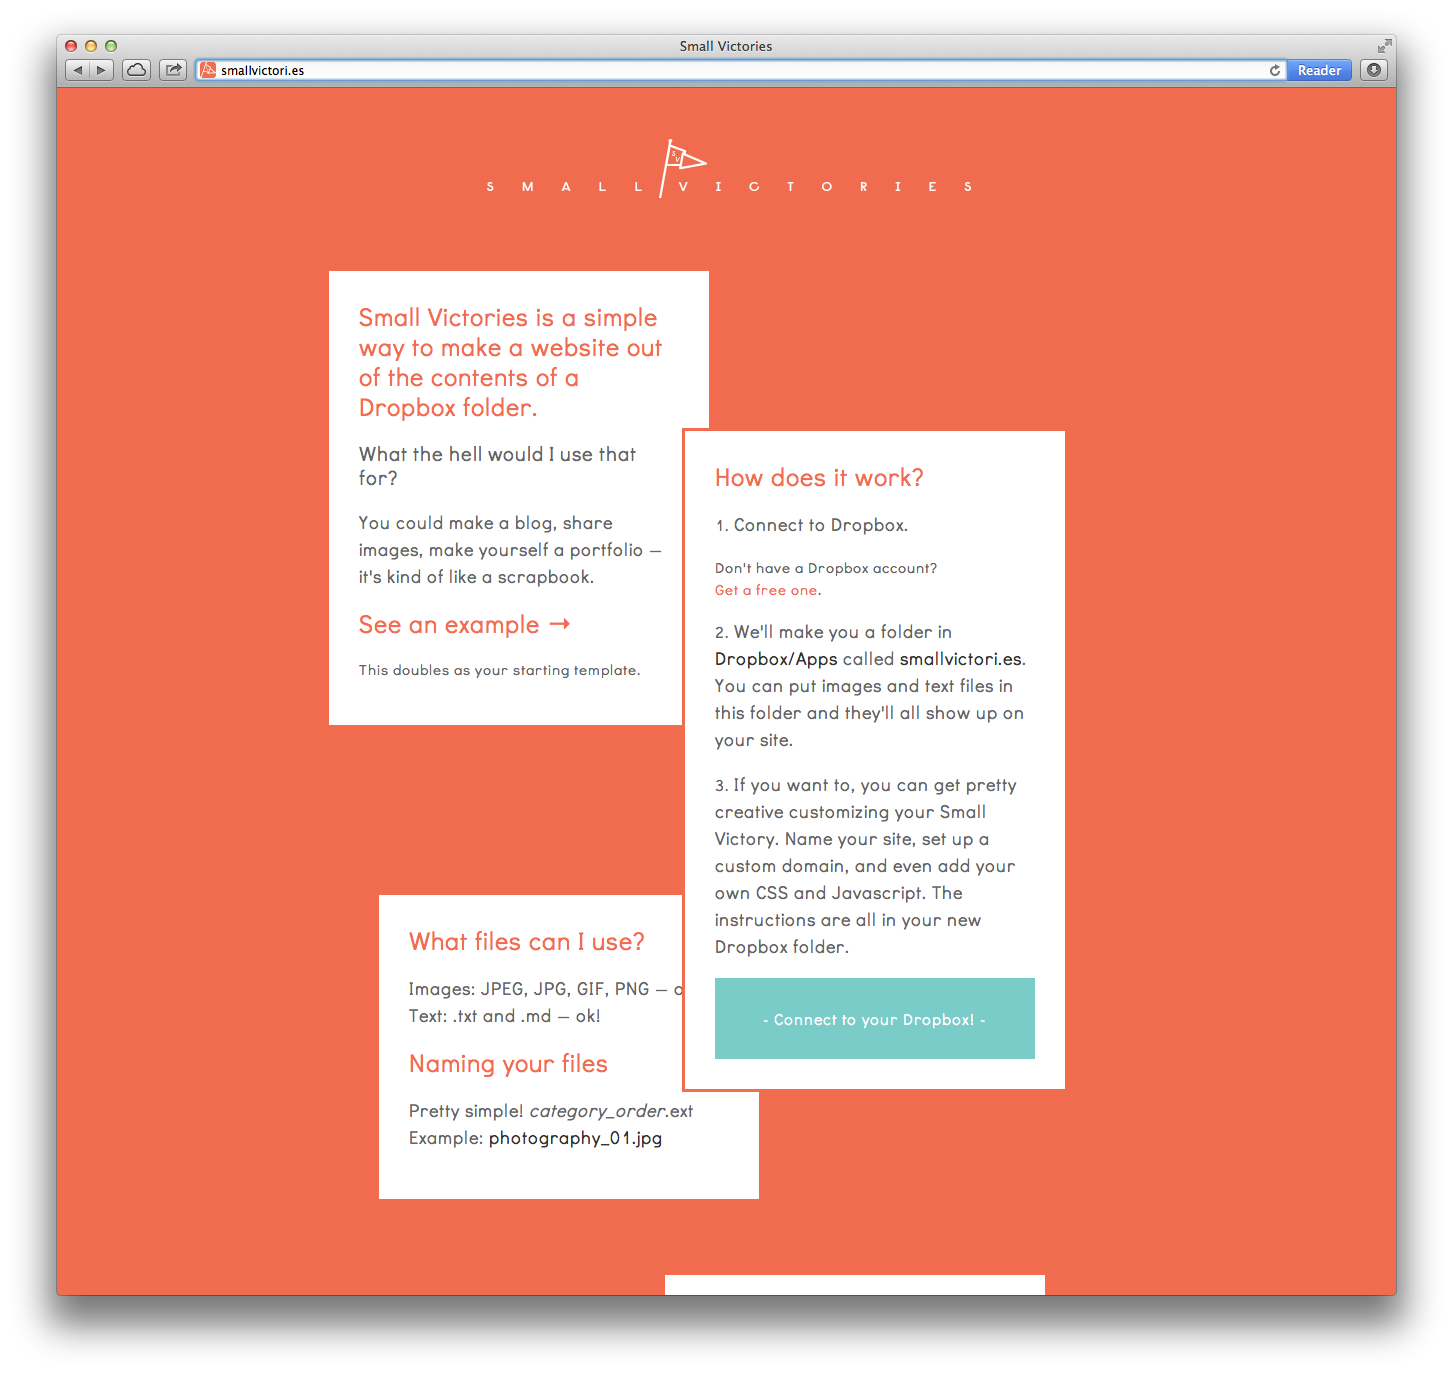 Small Victories
smallvictori.es
Reader
S V
SMALL VICTORIES
Small Victories is a simple
way to make a website out
of the contents of a
Dropbox folder.
What the hell would I use that
for?
You could make a blog, share
images, make yourself a portfolio —
it's kind of like a scrapbook.
See an example →
This doubles as your starting template.
How does it work?
1. Connect to Dropbox.
Don't have a Dropbox account?
Get a free one.
2. We'll make you a folder in
Dropbox/Apps called smallvictori.es.
You can put images and text files in
this folder and they'll all show up on
your site.
3. If you want to, you can get pretty
creative customizing your Small
Victory. Name your site, set up a
custom domain, and even add your
own CSS and Javascript. The
instructions are all in your new
Dropbox folder.
- Connect to your Dropbox! -
What files can I use?
Images: JPEG, JPG, GIF, PNG —
Text: .txt and .md — ok!
Naming your files
Pretty simple! category_order.ext
Example: photography_01.jpg